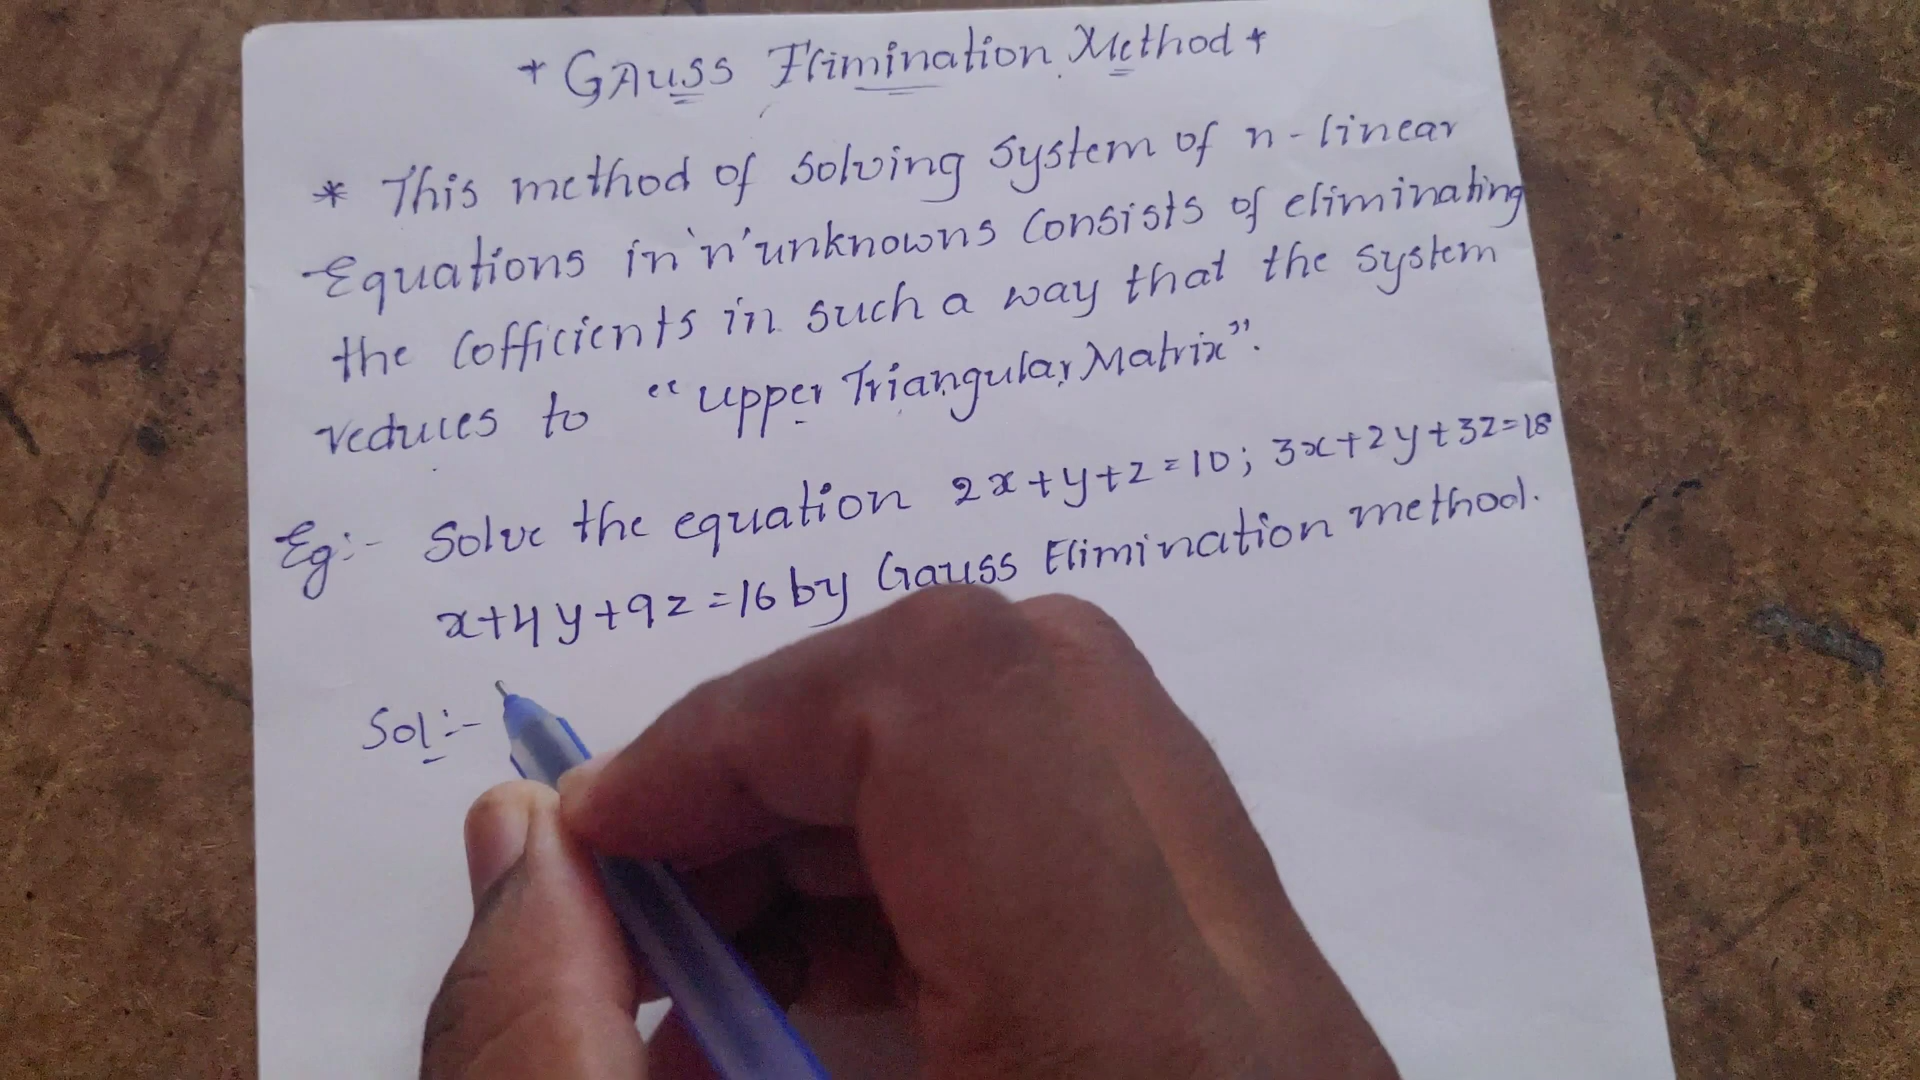 * GAUSS Elimination Method *
* This method of solving system of n-linear
Equations in 'n' unknowns consists of eliminating
the cofficients in such a way that the system
reduces to "upper Triangular Matrix".
Eg:- Solve the equation 2x+y+z=10; 3x+2y+3z=18
x+4y+9z=16 by Gauss Elimination method.
Sol:-